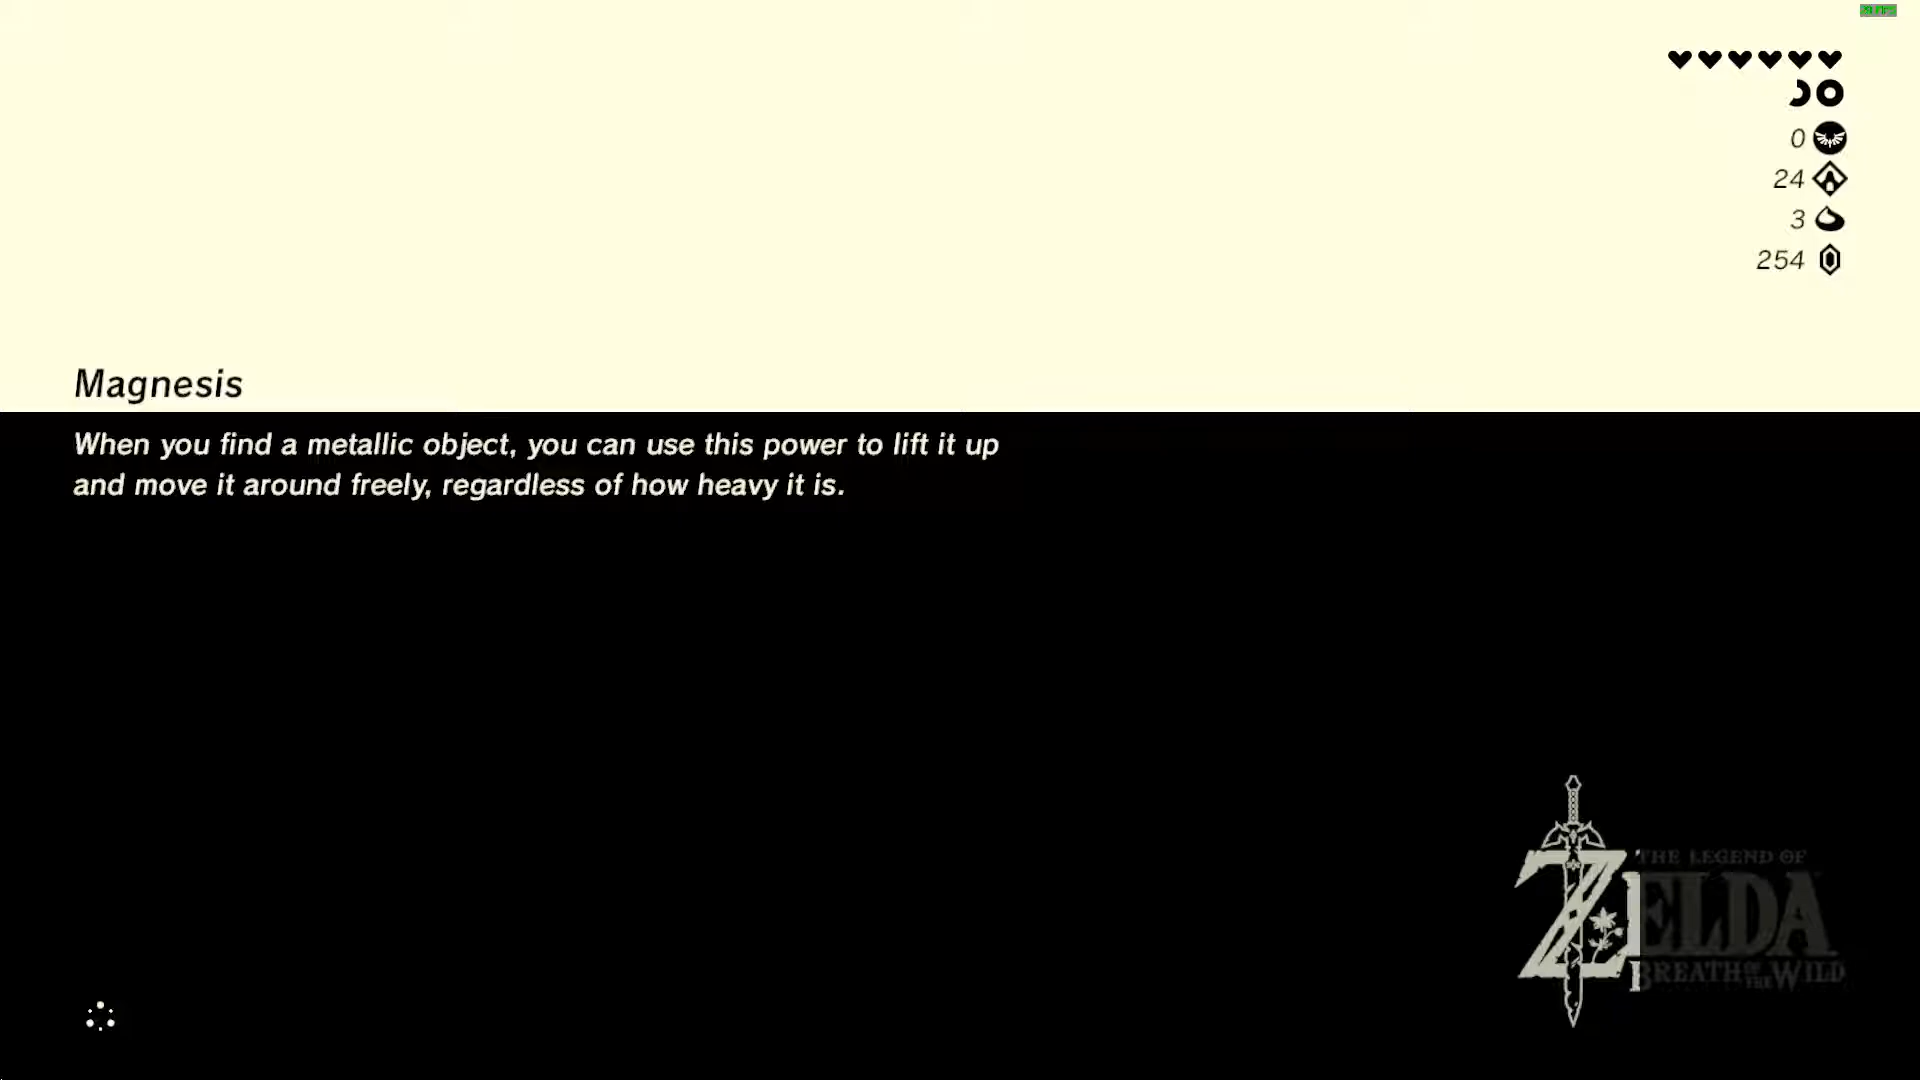 0
24
3
254
Magnesis
When you find a metallic object, you can use this power to lift it up
and move it around freely, regardless of how heavy it is.
THE LEGEND OF
ZELDA
BREATH OF THE WILD